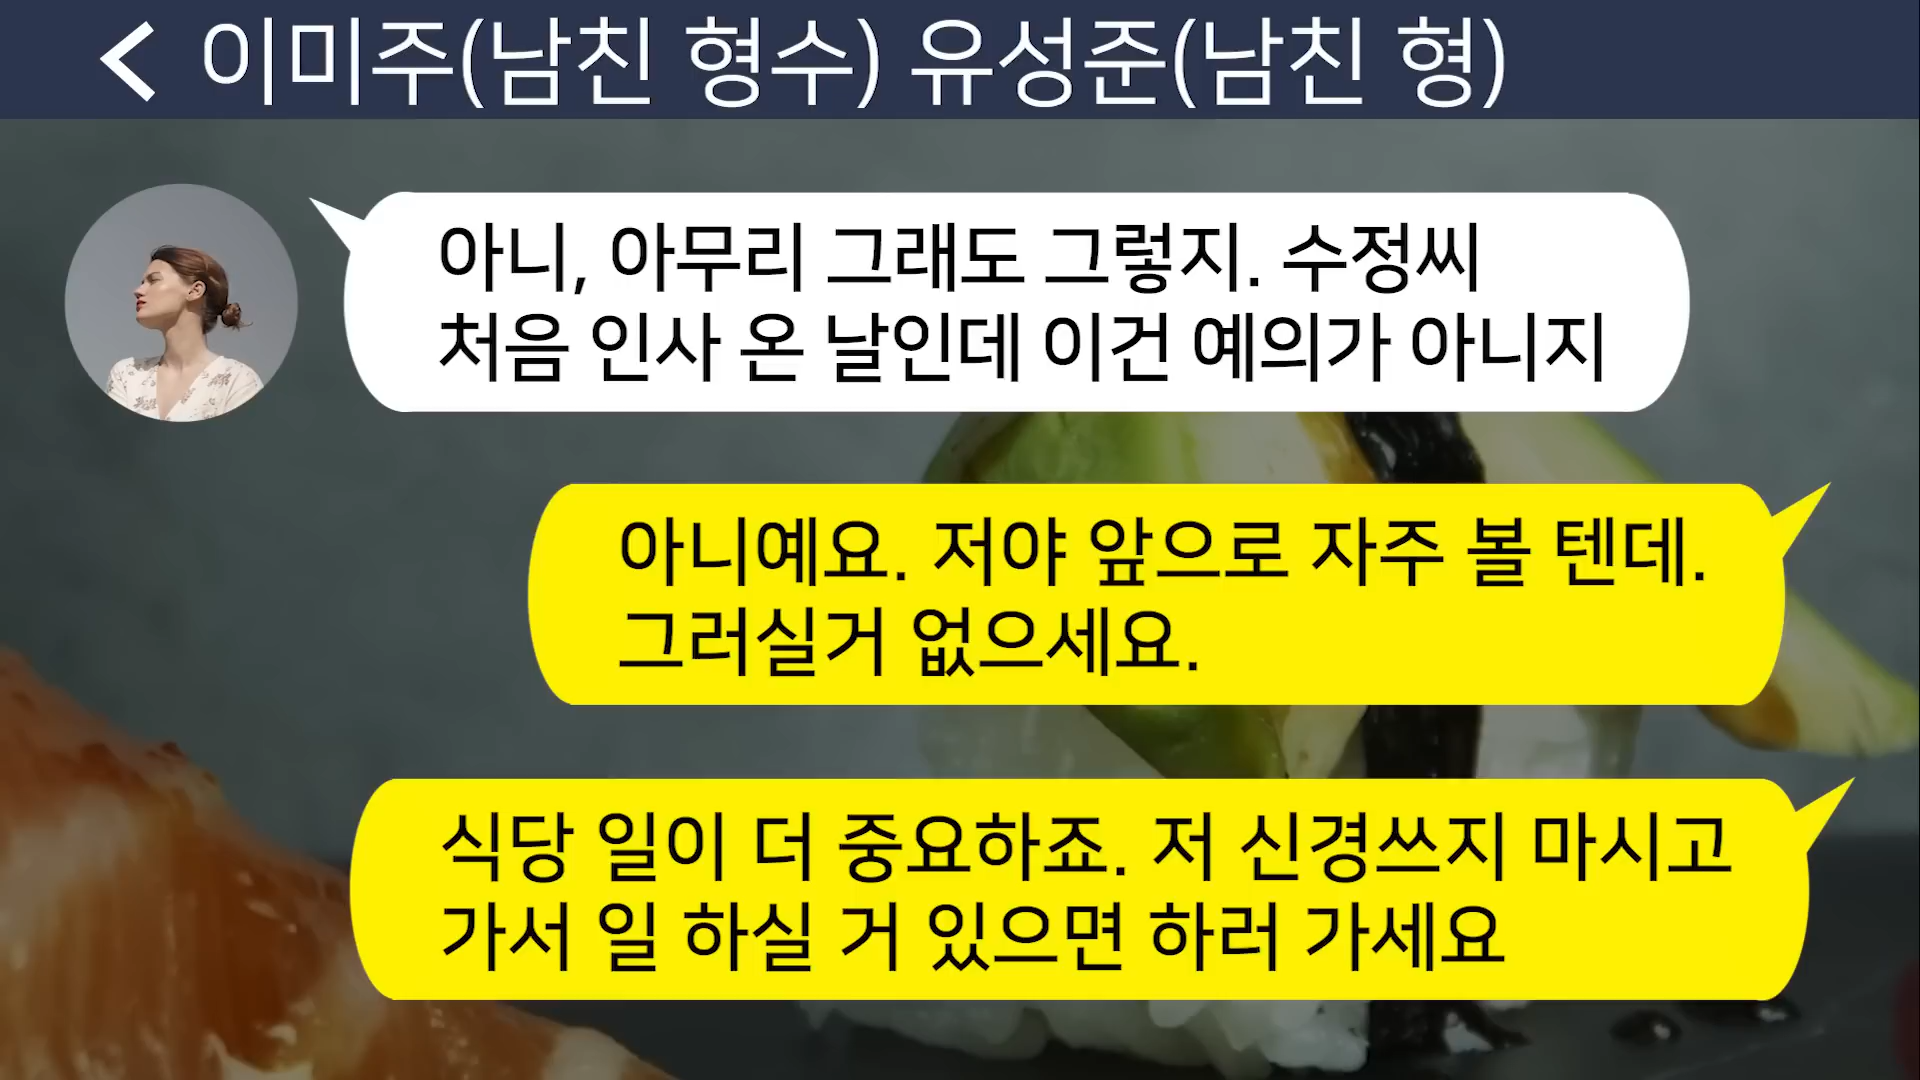 이미주(남친 형수) 유성준(남친 형)
아니, 아무리 그래도 그렇지. 수정씨
처음 인사 온 날인데 이건 예의가 아니지
아니예요. 저야 앞으로 자주 볼 텐데.
그러실거 없으세요.
식당 일이 더 중요하죠. 저 신경쓰지 마시고
가서 일 하실 거 있으면 하러 가세요